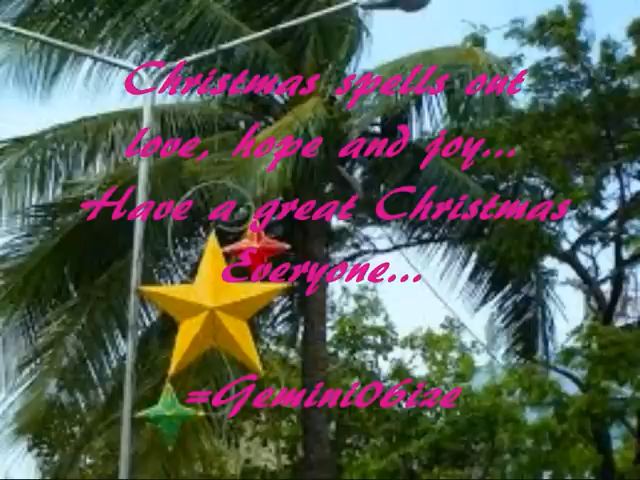 Christmas spells out
love, hope and joy...
Have a great Christmas
Everyone...
=Gemini06ize